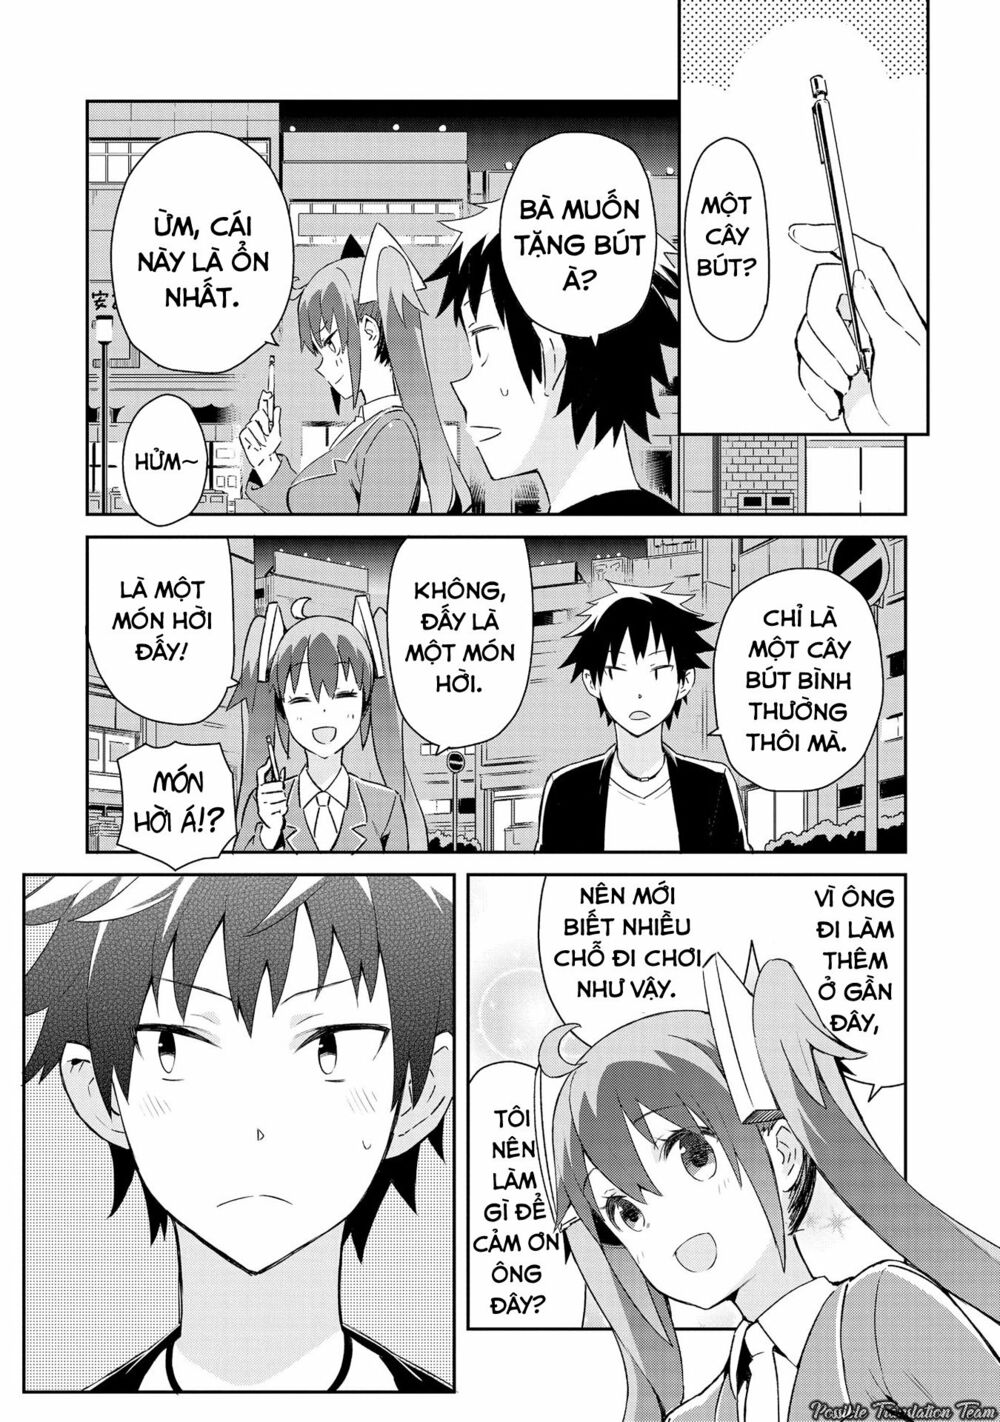 MỘT
CÂY
BÚT?
BÀ MUỐN
TẶNG BÚT
À?
ỪM, CÁI
NÀY LÀ ỔN
NHẤT.
HỬM~
安
CHỈ LÀ
MỘT CÂY
BÚT BÌNH
THƯỜNG
THÔI MÀ.
KHÔNG,
ĐẤY LÀ
MỘT MÓN
HỜI.
LÀ MỘT
MÓN HỜI
ĐẤY!
MÓN
HỜI Á!?
VÌ ÔNG
ĐI LÀM
THÊM
Ở GẦN
ĐÂY,
NÊN MỚI
BIẾT NHIỀU
CHỖ ĐI CHƠI
NHƯ VẬY.
TÔI
NÊN
LÀM
GÌ ĐỂ
CẢM ƠN
ÔNG
ĐÂY?
Possible Translation Team